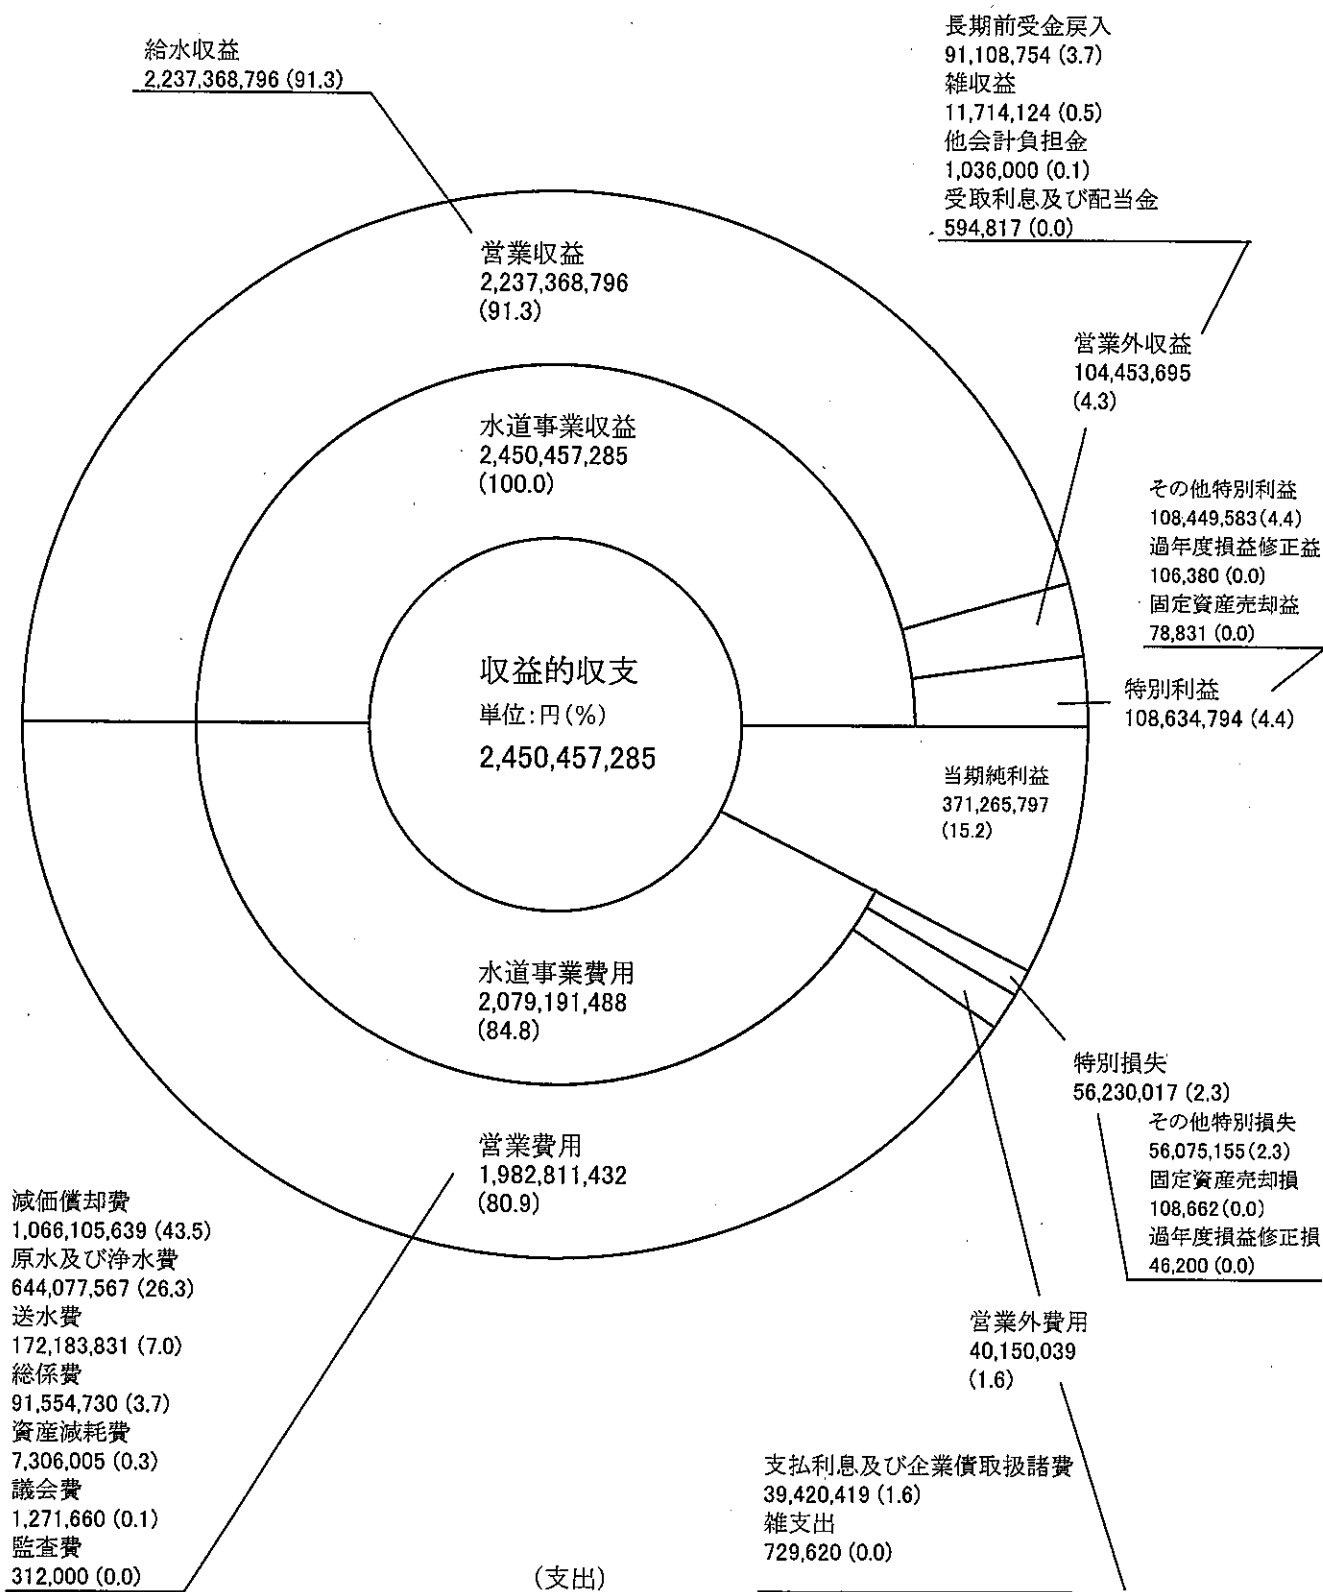 給水収益
2,237,368,796 (91.3)
長期前受金戻入
91,108,754 (3.7)
雑収益
11,714,124 (0.5)
他会計負担金
1,036,000 (0.1)
受取利息及び配当金
594,817 (0.0)
営業収益
2,237,368,796
(91.3)
営業外収益
104,453,695
(4.3)
水道事業収益
2,450,457,285
(100.0)
その他特別利益
108,449,583(4.4)
過年度損益修正益
106,380 (0.0)
固定資産売却益
78,831 (0.0)
特別利益
108,634,794 (4.4)
収益的収支
単位:円(%)
2,450,457,285
当期純利益
371,265,797
(15.2)
水道事業費用
2,079,191,488
(84.8)
特別損失
56,230,017 (2.3)
その他特別損失
56,075,155(2.3)
固定資産売却損
108,662(0.0)
過年度損益修正損
46,200 (0.0)
営業費用
1,982,811,432
(80.9)
減価償却費
1,066,105,639 (43.5)
原水及び浄水費
644,077,567 (26.3)
送水費
172,183,831 (7.0)
総係費
91,554,730 (3.7)
資産減耗費
7,306,005 (0.3)
議会費
1,271,660 (0.1)
監査費
312,000 (0.0)
営業外費用
40,150,039
(1.6)
支払利息及び企業債取扱諸費
39,420,419 (1.6)
雑支出
729,620 (0.0)
(支出)